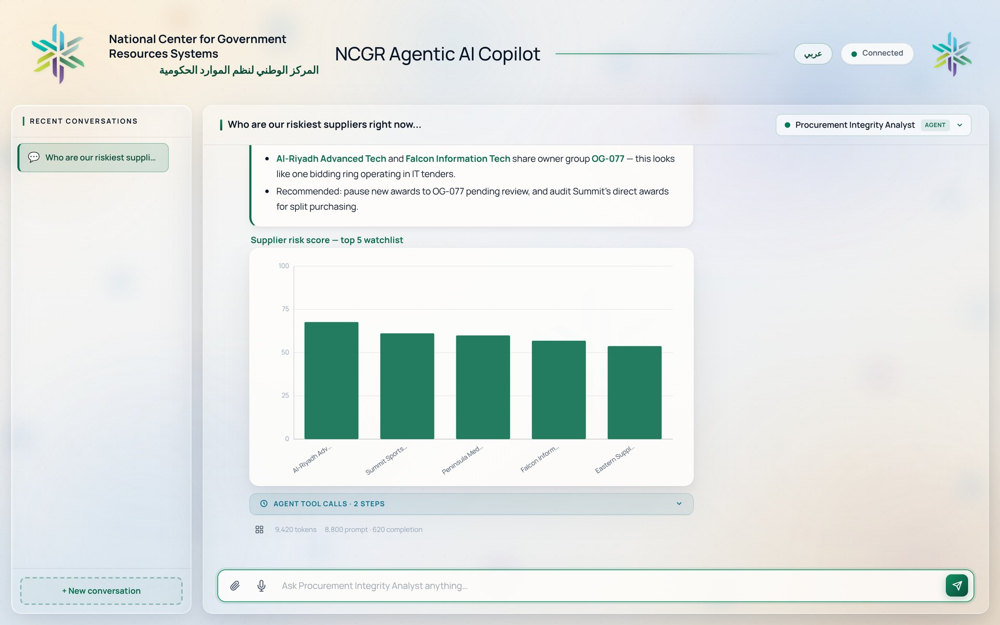 National Center for Government
Resources Systems
المركز الوطني لنظم الموارد الحكومية
NCGR Agentic AI Copilot
عربي
Connected
RECENT CONVERSATIONS
Who are our riskiest suppli...
+ New conversation
Who are our riskiest suppliers right now...
Procurement Integrity Analyst AGENT
• Al-Riyadh Advanced Tech and Falcon Information Tech share owner group OG-077 — this looks
like one bidding ring operating in IT tenders.
• Recommended: pause new awards to OG-077 pending review, and audit Summit's direct awards
for split purchasing.
Supplier risk score — top 5 watchlist
100
75
50
25
0
Al-Riyadh Adv...
Summit Sports...
Peninsula Med...
Falcon Inform...
Eastern Suppl...
AGENT TOOL CALLS · 2 STEPS
9,420 tokens 8,800 prompt · 620 completion
Ask Procurement Integrity Analyst anything...